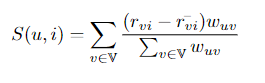 S(u, i) = \sum_{v \in \mathbb{V}} \frac{(r_{vi} - \bar{r_{vi}}) w_{uv}}{\sum_{v \in \mathbb{V}} w_{uv}}